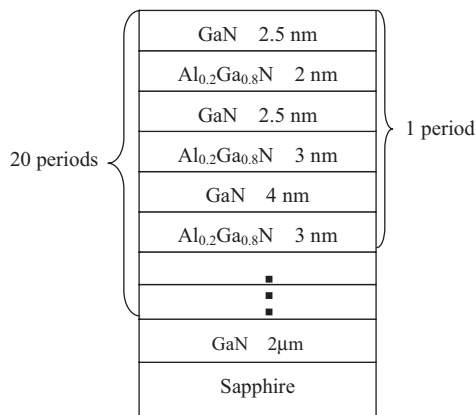 GaN 2.5 nm
Al₀.₂Ga₀.₈N 2 nm
GaN 2.5 nm
1 period
Al₀.₂Ga₀.₈N 3 nm
20 periods
GaN 4 nm
Al₀.₂Ga₀.₈N 3 nm
GaN 2μm
Sapphire